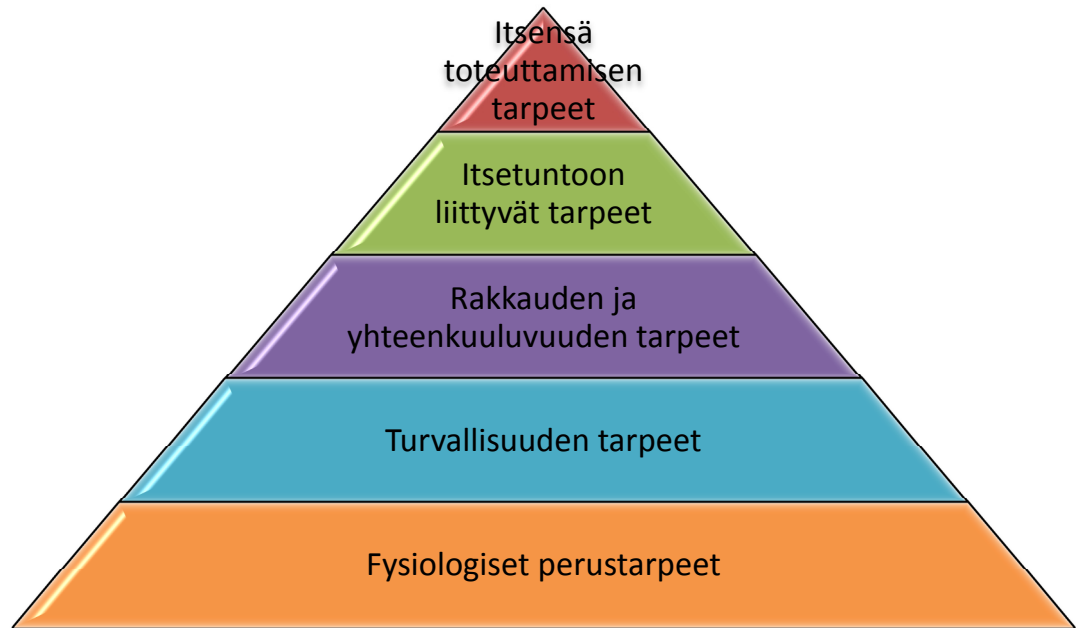 Itsensä
toteuttamisen
tarpeet
Itsetuntoon
liittyvät tarpeet
Rakkauden ja
yhteenkuuluvuuden tarpeet
Turvallisuuden tarpeet
Fysiologiset perustarpeet